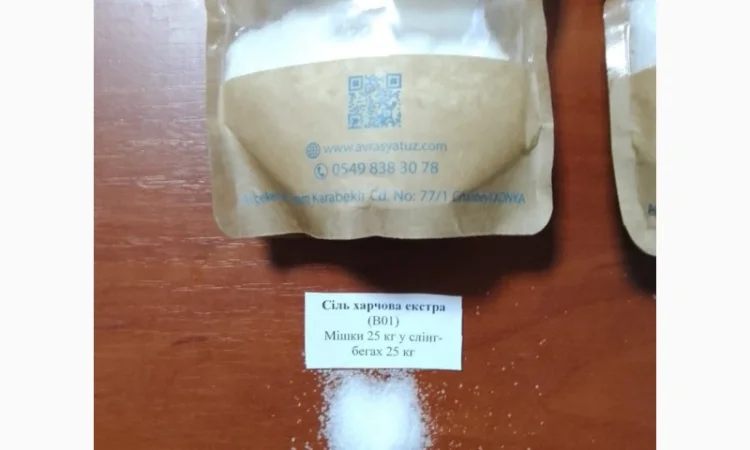 www.avrasyatuz.com
0549 838 30 78
Karabekir Cd. No: 77/1
Сіль харчова екстра
(В01)
Мішки 25 кг у слінг-
бегах 25 кг